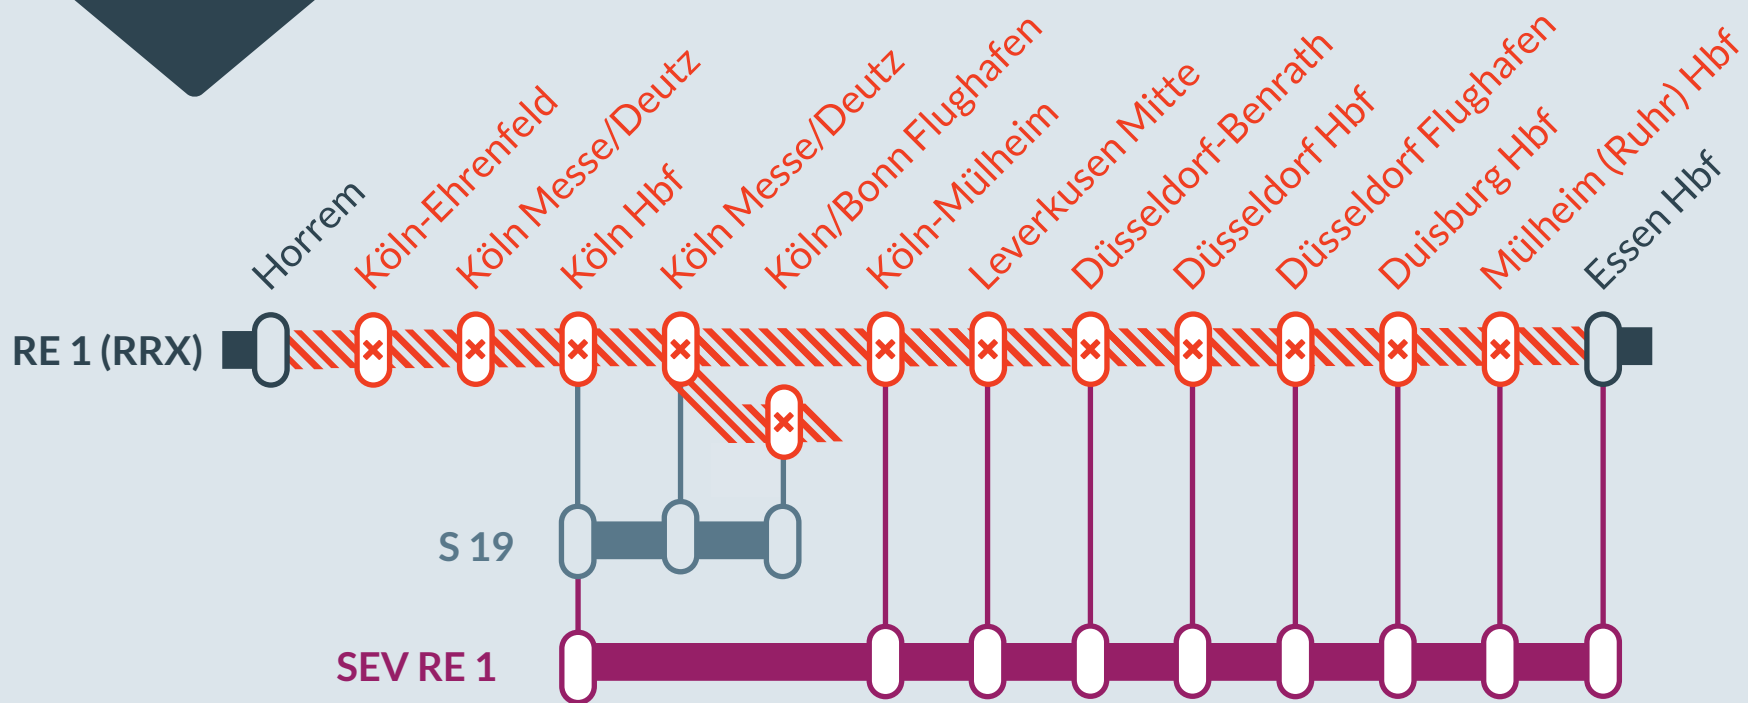 Horrem
Köln-Ehrenfeld
Köln Messe/Deutz
Köln Hbf
Köln Messe/Deutz
Köln/Bonn Flughafen
Köln-Mülheim
Leverkusen Mitte
Düsseldorf-Benrath
Düsseldorf Hbf
Düsseldorf Flughafen
Duisburg Hbf
Mülheim (Ruhr) Hbf
Essen Hbf
RE 1 (RRX)
S 19
SEV RE 1